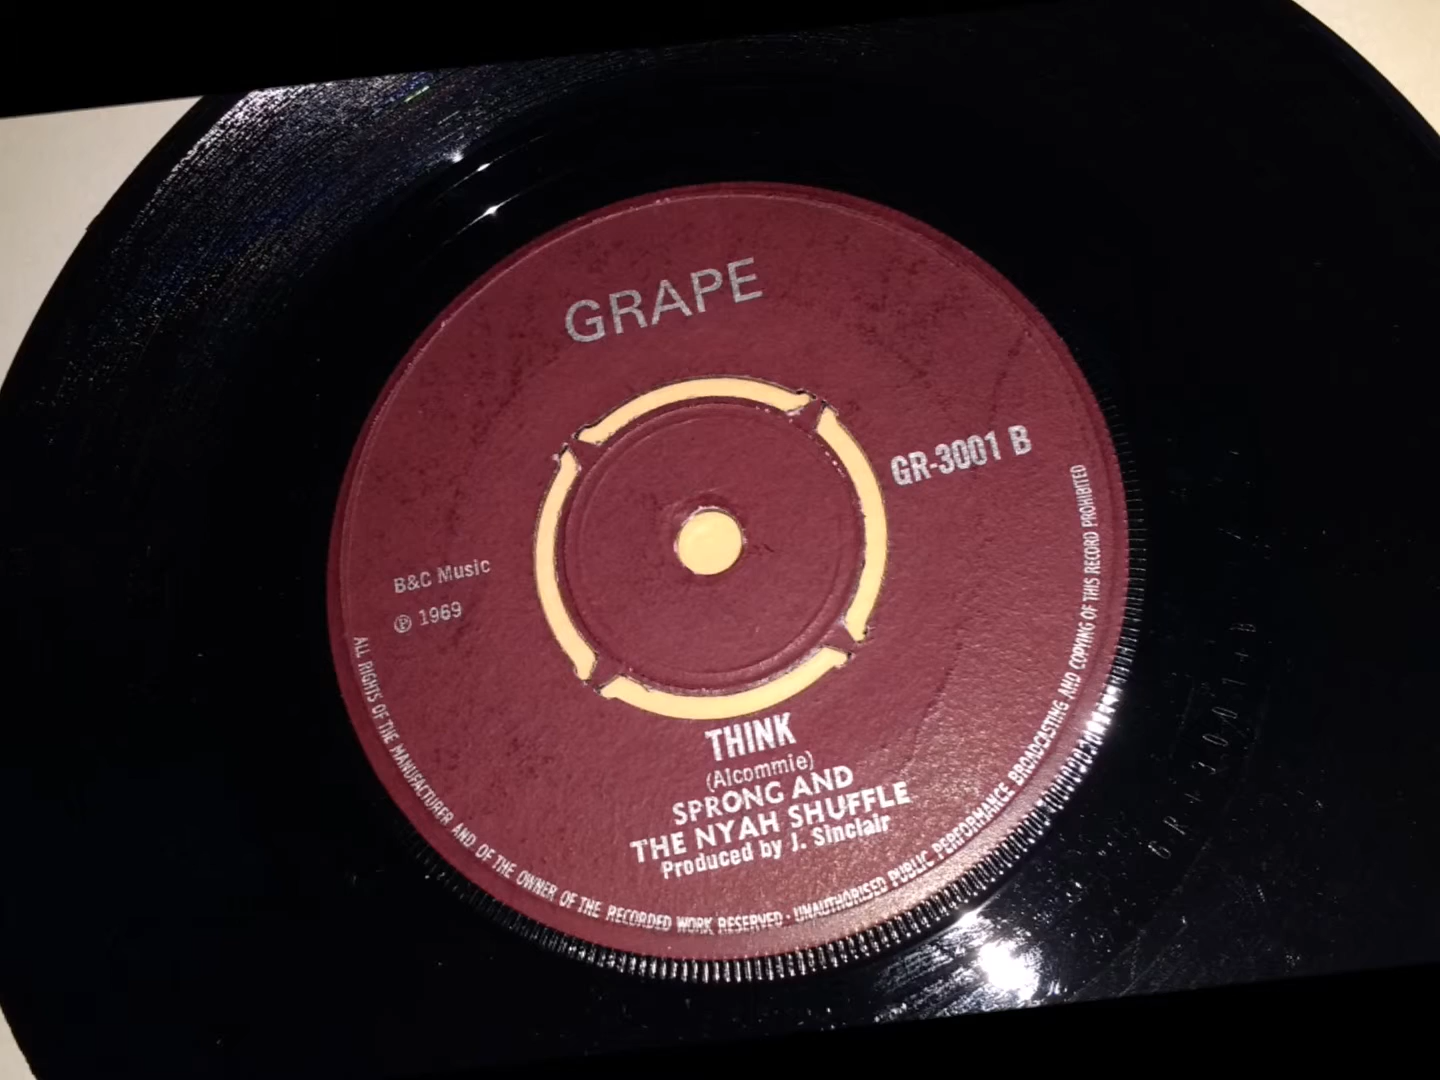 GRAPE
GR-3001 B
B&C Music
℗ 1969
THINK
(Alcommie)
SPRONG AND
THE NYAH SHUFFLE
Produced by J. Sinclair
ALL RIGHTS OF THE MANUFACTURER AND OF THE OWNER OF THE RECORDED WORK RESERVED · UNAUTHORISED PUBLIC PERFORMANCE BROADCASTING AND COPYING OF THIS RECORD PROHIBITED